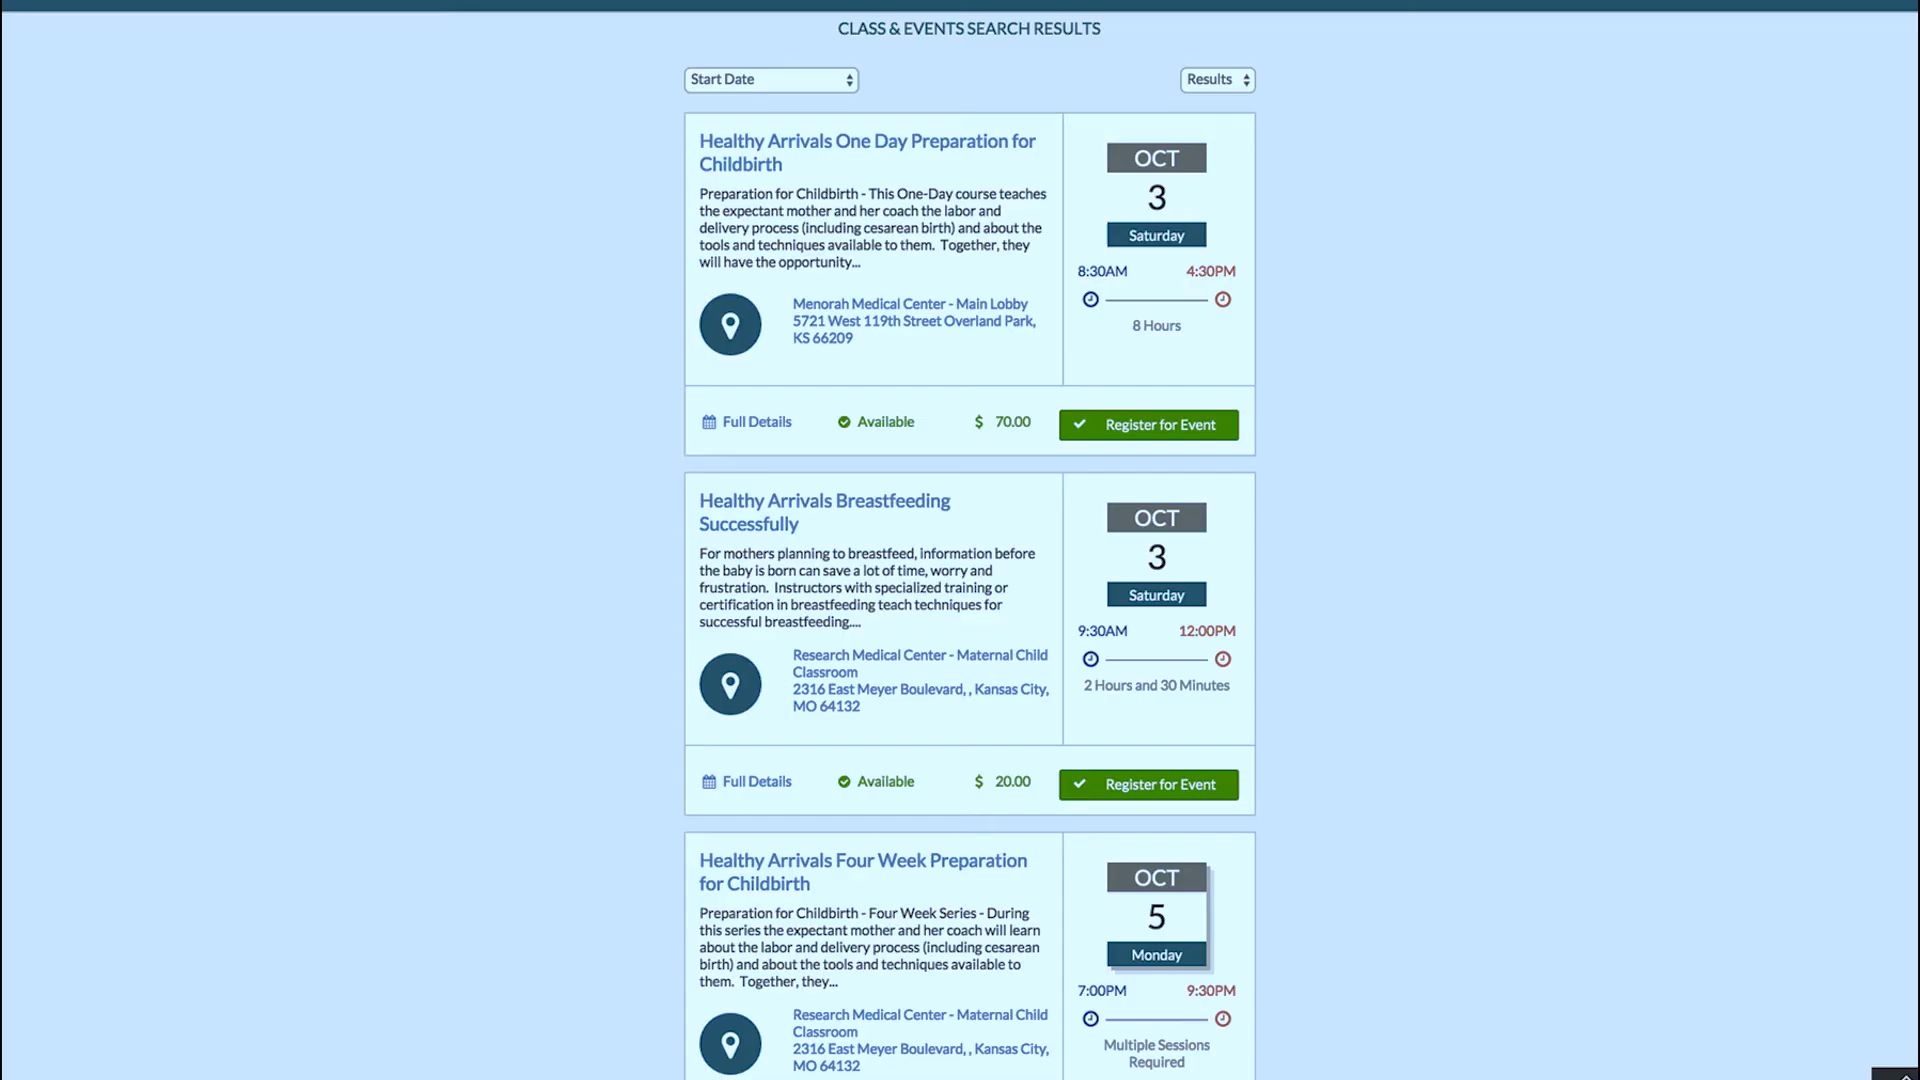 CLASS & EVENTS SEARCH RESULTS
Start Date
Results
Healthy Arrivals One Day Preparation for
Childbirth
Preparation for Childbirth - This One-Day course teaches
the expectant mother and her coach the labor and
delivery process (including cesarean birth) and about the
tools and techniques available to them. Together, they
will have the opportunity...
Menorah Medical Center - Main Lobby
5721 West 119th Street Overland Park,
KS 66209
OCT
3
Saturday
8:30AM 4:30PM
8 Hours
Full Details Available $ 70.00 Register for Event
Healthy Arrivals Breastfeeding
Successfully
For mothers planning to breastfeed, information before
the baby is born can save a lot of time, worry and
frustration. Instructors with specialized training or
certification in breastfeeding teach techniques for
successful breastfeeding....
Research Medical Center - Maternal Child
Classroom
2316 East Meyer Boulevard, , Kansas City,
MO 64132
OCT
3
Saturday
9:30AM 12:00PM
2 Hours and 30 Minutes
Full Details Available $ 20.00 Register for Event
Healthy Arrivals Four Week Preparation
for Childbirth
Preparation for Childbirth - Four Week Series - During
this series the expectant mother and her coach will learn
about the labor and delivery process (including cesarean
birth) and about the tools and techniques available to
them. Together, they...
Research Medical Center - Maternal Child
Classroom
2316 East Meyer Boulevard, , Kansas City,
MO 64132
OCT
5
Monday
7:00PM 9:30PM
Multiple Sessions
Required